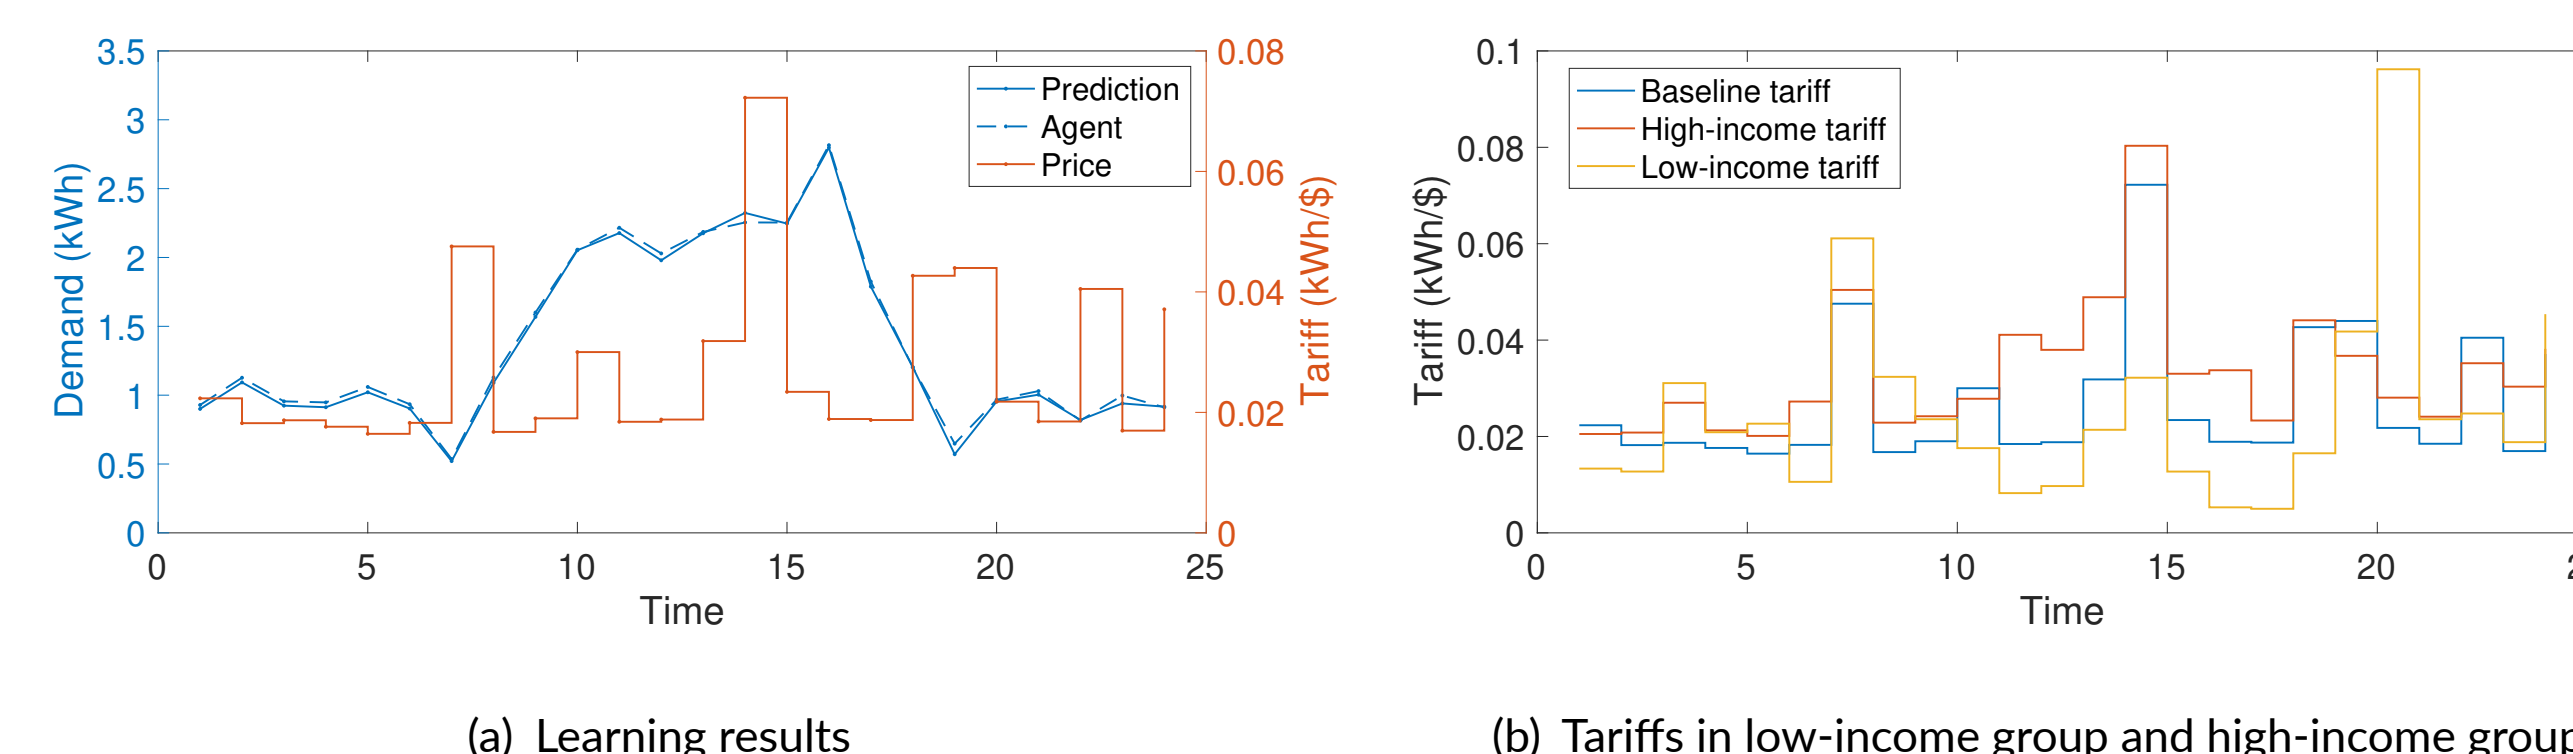 3.5
3
2.5
2
1.5
1
0.5
0
Demand (kWh)
0.08
0.06
0.04
0.02
0
Tariff (kWh/$)
Prediction
Agent
Price
0 5 10 15 20 25
Time
(a) Learning results
0.1
0.08
0.06
0.04
0.02
0
Tariff (kWh/$)
Baseline tariff
High-income tariff
Low-income tariff
0 5 10 15 20 2
Time
(b) Tariffs in low-income group and high-income group